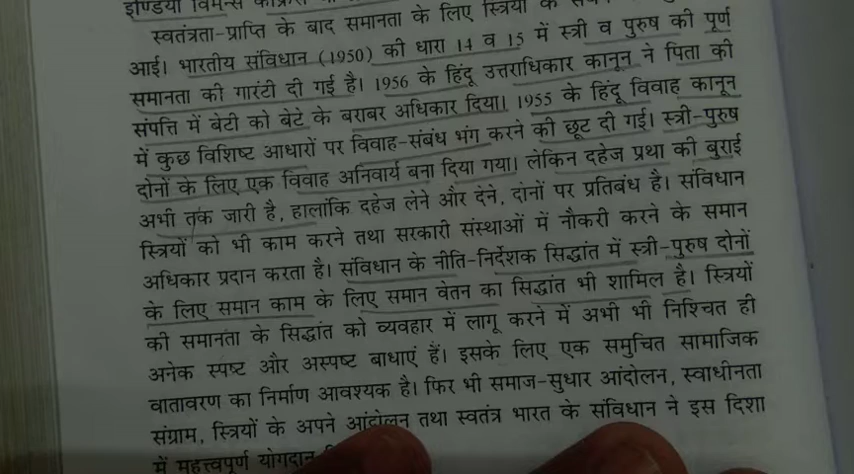 इण्डिया विमेन्स
स्वतंत्रता-प्राप्ति के बाद समानता के लिए स्त्रियों के
आई। भारतीय संविधान (1950) की धारा 14 व 15 में स्त्री व पुरुष की पूर्ण
समानता की गारंटी दी गई है। 1956 के हिंदू उत्तराधिकार कानून ने पिता की
संपत्ति में बेटी को बेटे के बराबर अधिकार दिया। 1955 के हिंदू विवाह कानून
में कुछ विशिष्ट आधारों पर विवाह-संबंध भंग करने की छूट दी गई। स्त्री-पुरुष
दोनों के लिए एक विवाह अनिवार्य बना दिया गया। लेकिन दहेज प्रथा की बुराई
अभी तक जारी है, हालांकि दहेज लेने और देने, दोनों पर प्रतिबंध है। संविधान
स्त्रियों को भी काम करने तथा सरकारी संस्थाओं में नौकरी करने के समान
अधिकार प्रदान करता है। संविधान के नीति-निर्देशक सिद्धांत में स्त्री-पुरुष दोनों
के लिए समान काम के लिए समान वेतन का सिद्धांत भी शामिल है। स्त्रियों
की समानता के सिद्धांत को व्यवहार में लागू करने में अभी भी निश्चित ही
अनेक स्पष्ट और अस्पष्ट बाधाएं हैं। इसके लिए एक समुचित सामाजिक
वातावरण का निर्माण आवश्यक है। फिर भी समाज-सुधार आंदोलन, स्वाधीनता
संग्राम, स्त्रियों के अपने आंदोलन तथा स्वतंत्र भारत के संविधान ने इस दिशा
में महत्त्वपूर्ण योगदान